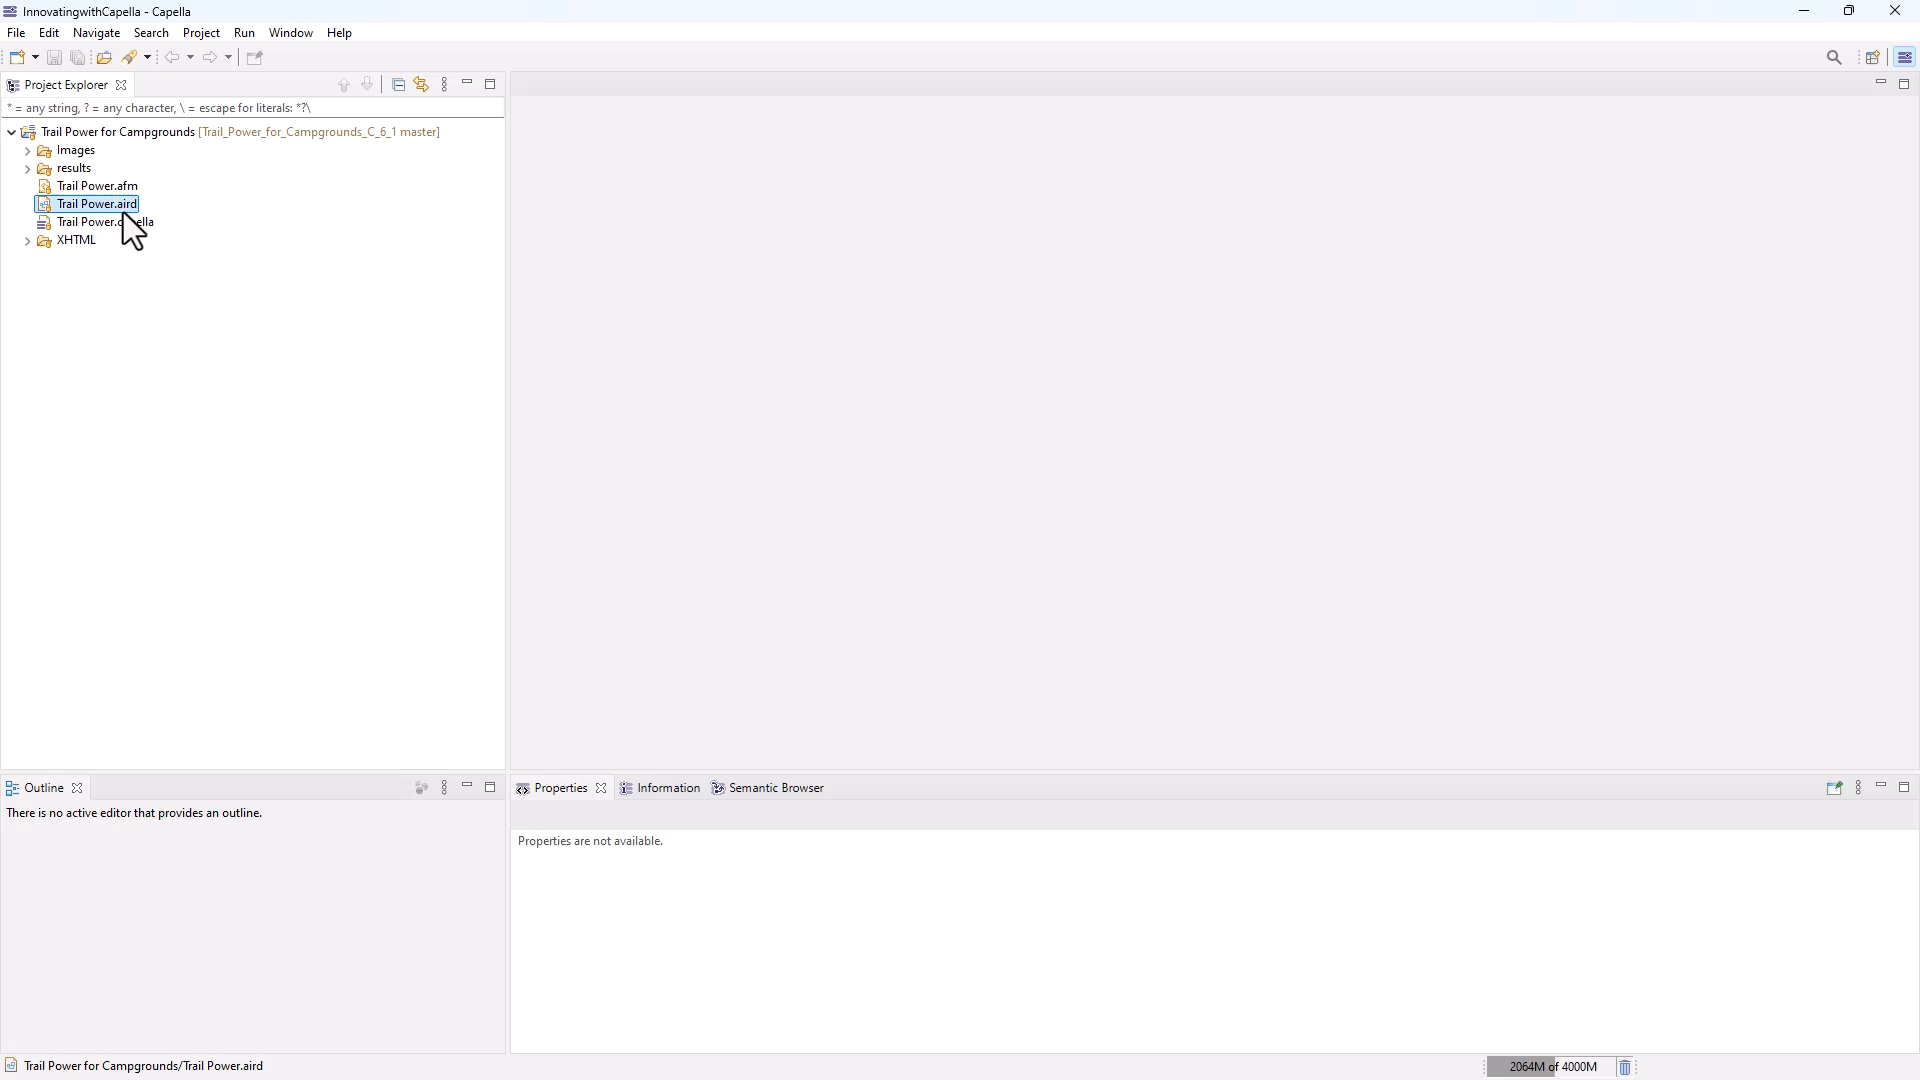 InnovatingwithCapella - Capella
File Edit Navigate Search Project Run Window Help
Project Explorer
* = any string, ? = any character, \ = escape for literals: *?\
Trail Power for Campgrounds [Trail_Power_for_Campgrounds_C_6_1 master]
Images
results
Trail Power.afm
Trail Power.aird
Trail Power.c ella
XHTML
Outline
There is no active editor that provides an outline.
Properties Information Semantic Browser
Properties are not available.
Trail Power for Campgrounds/Trail Power.aird
2064M of 4000M